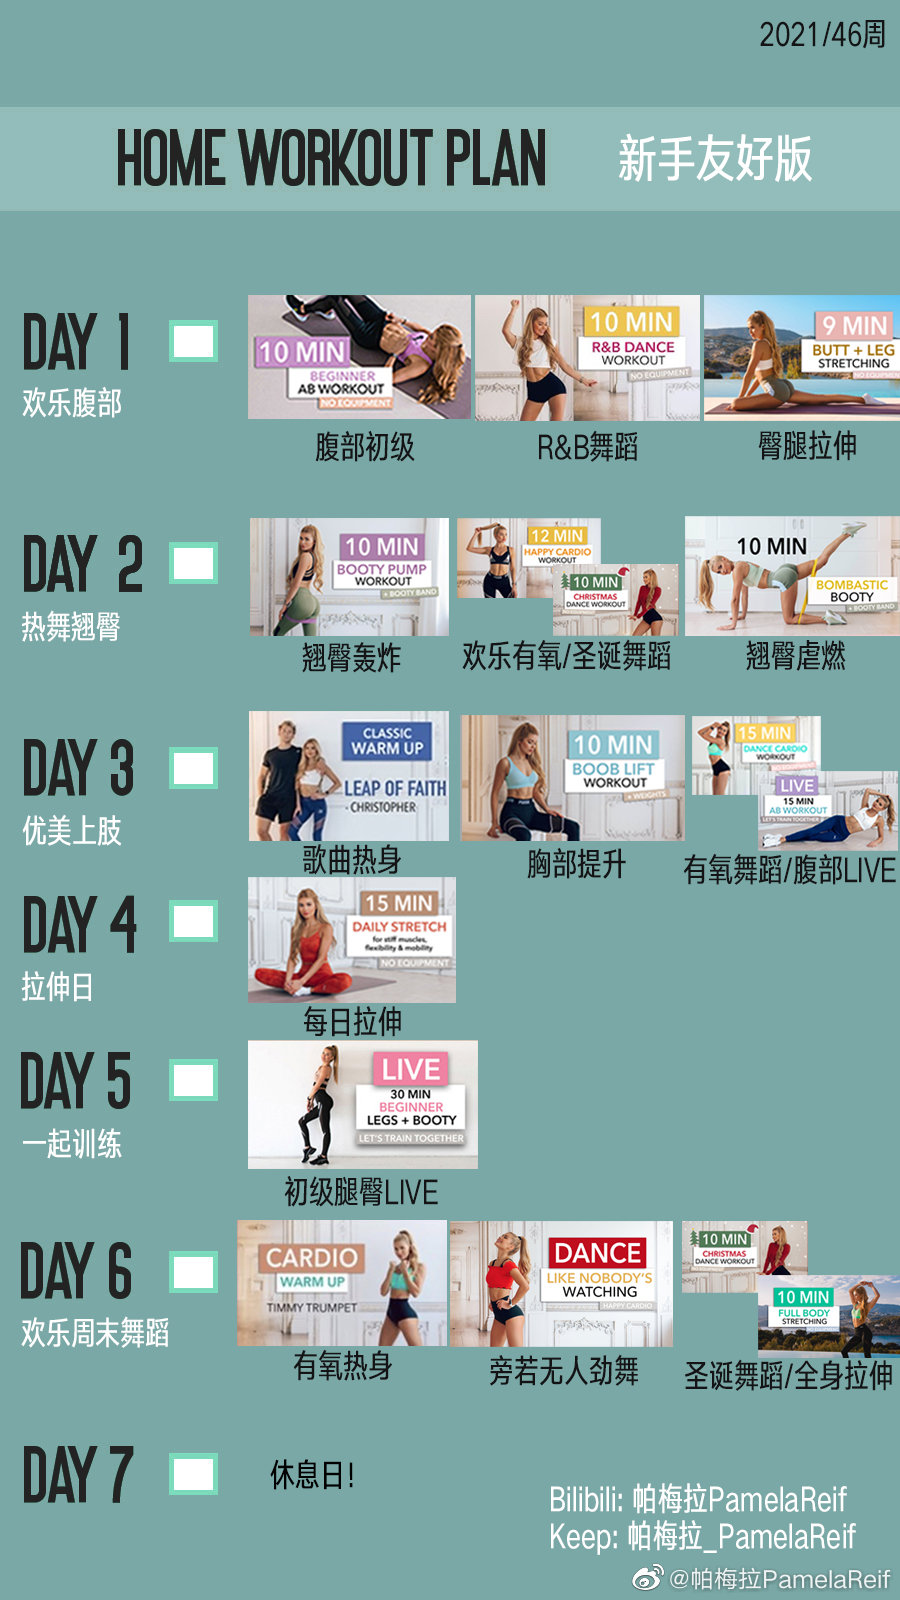 2021/46周
HOME WORKOUT PLAN 新手友好版
DAY 1
欢乐腹部
10 MIN
BEGINNER
AB WORKOUT
NO EQUIPMENT
腹部初级
10 MIN
R&B DANCE
WORKOUT
NO EQUIPMENT
R&B舞蹈
9 MIN
BUTT + LEG
STRETCHING
NO EQUIPMENT
臀腿拉伸
DAY 2
热舞翘臀
10 MIN
BOOTY PUMP
WORKOUT
+ BOOTY BAND
翘臀轰炸
12 MIN
HAPPY CARDIO
WORKOUT
10 MIN
CHRISTMAS
DANCE WORKOUT
欢乐有氧/圣诞舞蹈
10 MIN
BOMBASTIC
BOOTY
+ BOOTY BAND
翘臀虐燃
DAY 3
优美上肢
CLASSIC
WARM UP
LEAP OF FAITH
- CHRISTOPHER
歌曲热身
10 MIN
BOOB LIFT
WORKOUT
+ WEIGHTS
胸部提升
15 MIN
DANCE CARDIO
WORKOUT
LIVE
15 MIN
AB WORKOUT
LET'S TRAIN TOGETHER
有氧舞蹈/腹部LIVE
DAY 4
拉伸日
15 MIN
DAILY STRETCH
for stiff muscles,
flexibility & mobility
NO EQUIPMENT
每日拉伸
DAY 5
一起训练
LIVE
30 MIN
BEGINNER
LEGS + BOOTY
LET'S TRAIN TOGETHER
初级腿臀LIVE
DAY 6
欢乐周末舞蹈
CARDIO
WARM UP
TIMMY TRUMPET
有氧热身
DANCE
LIKE NOBODY'S
WATCHING
HAPPY CARDIO
旁若无人劲舞
10 MIN
CHRISTMAS
DANCE WORKOUT
10 MIN
FULL BODY
STRETCHING
圣诞舞蹈/全身拉伸
DAY 7
休息日!
Bilibili: 帕梅拉PamelaReif
Keep: 帕梅拉_PamelaReif
@帕梅拉PamelaReif